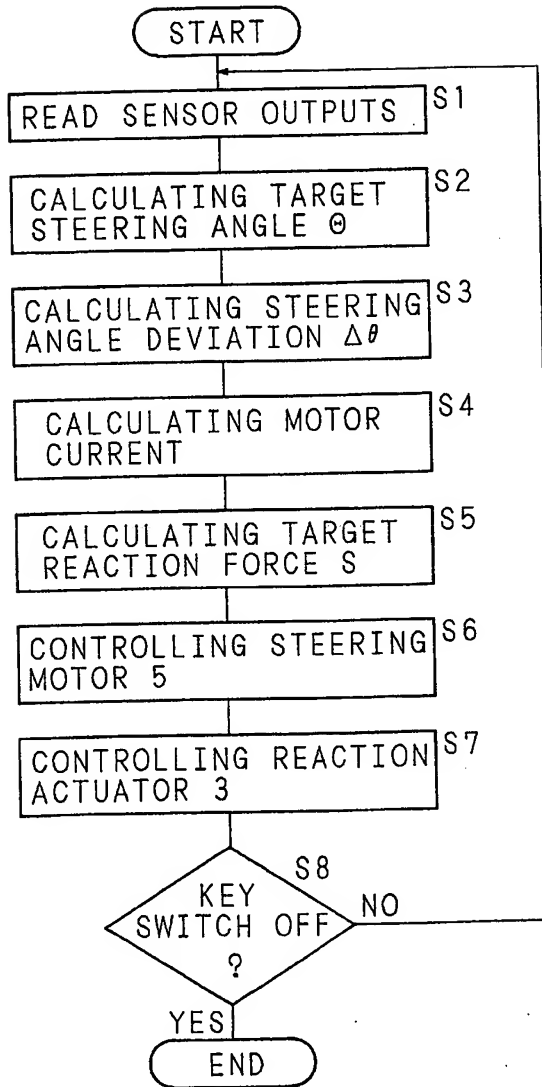 START
READ SENSOR OUTPUTS S1
CALCULATING TARGET S2
STEERING ANGLE Θ
CALCULATING STEERING S3
ANGLE DEVIATION Δθ
CALCULATING MOTOR S4
CURRENT
CALCULATING TARGET S5
REACTION FORCE S
CONTROLLING STEERING S6
MOTOR 5
CONTROLLING REACTION S7
ACTUATOR 3
S8
KEY
SWITCH OFF NO
?
YES
END